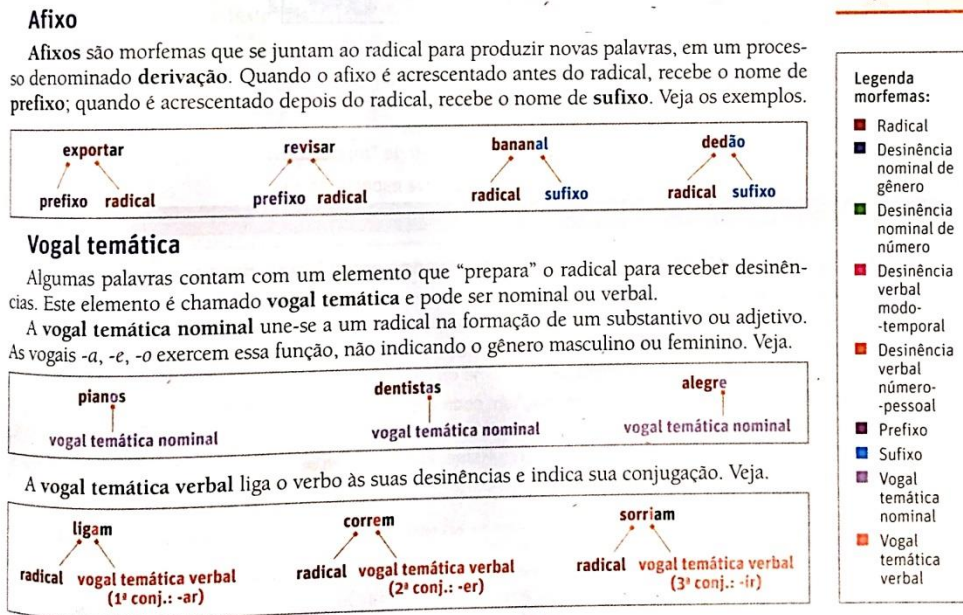 Afixo
Afixos são morfemas que se juntam ao radical para produzir novas palavras, em um proces-
so denominado derivação. Quando o afixo é acrescentado antes do radical, recebe o nome de
prefixo; quando é acrescentado depois do radical, recebe o nome de sufixo. Veja os exemplos.
exportar revisar bananal dedão
prefixo radical prefixo radical radical sufixo radical sufixo
Vogal temática
Algumas palavras contam com um elemento que “prepara” o radical para receber desinên-
cias. Este elemento é chamado vogal temática e pode ser nominal ou verbal.
A vogal temática nominal une-se a um radical na formação de um substantivo ou adjetivo.
As vogais -a, -e, -o exercem essa função, não indicando o gênero masculino ou feminino. Veja.
pianos dentistas alegre
vogal temática nominal vogal temática nominal vogal temática nominal
A vogal temática verbal liga o verbo às suas desinências e indica sua conjugação. Veja.
ligam correm sorriam
radical vogal temática verbal radical vogal temática verbal radical vogal temática verbal
(1ª conj.: -ar) (2ª conj.: -er) (3ª conj.: -ir)
Legenda
morfemas:
Radical
Desinência
nominal de
gênero
Desinência
nominal de
número
Desinência
verbal
modo-
-temporal
Desinência
verbal
número-
-pessoal
Prefixo
Sufixo
Vogal
temática
nominal
Vogal
temática
verbal